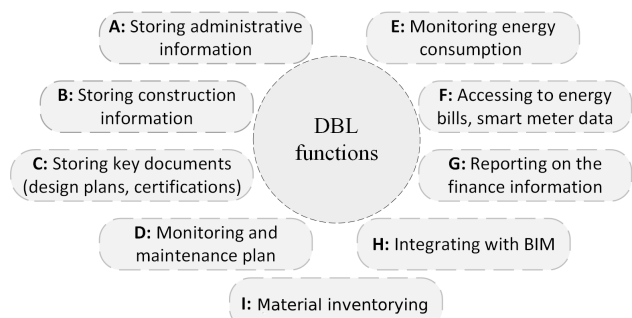 A: Storing administrative
information
E: Monitoring energy
consumption
B: Storing construction
information
DBL
functions
F: Accessing to energy
bills, smart meter data
C: Storing key documents
(design plans, certifications)
G: Reporting on the
finance information
D: Monitoring and
maintenance plan
H: Integrating with BIM
I: Material inventorying